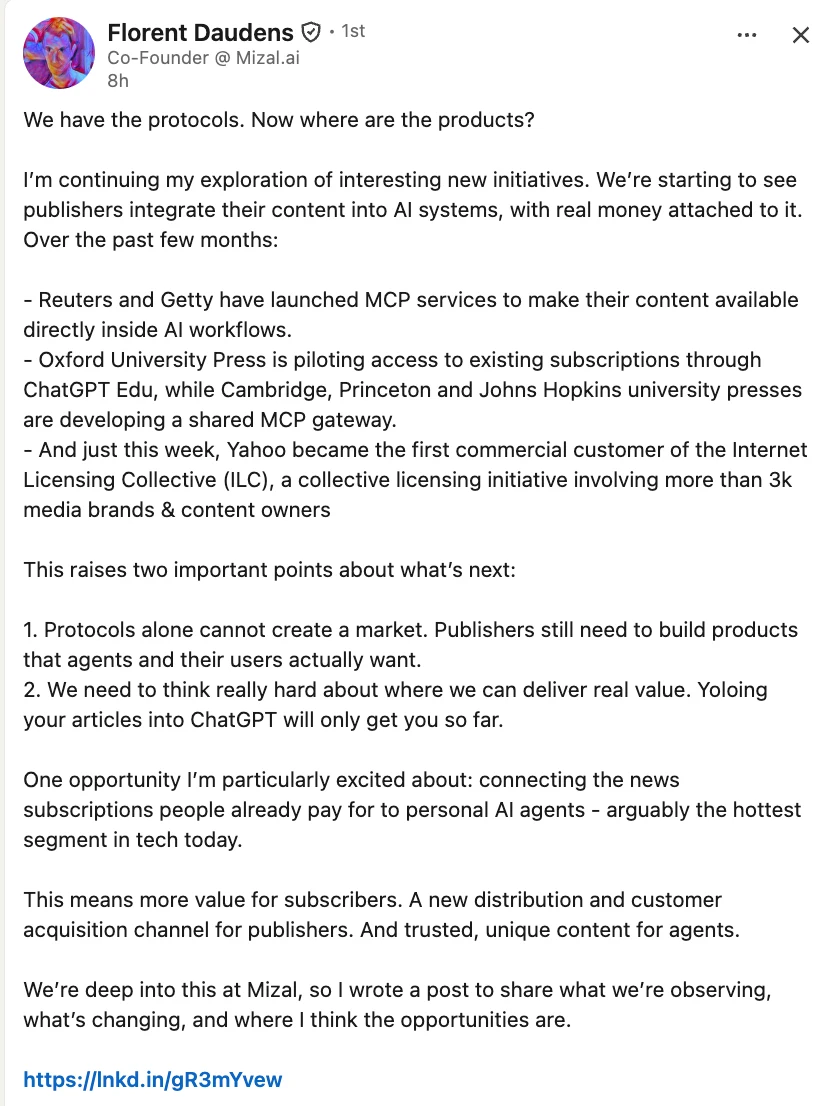 Florent Daudens • 1st
Co-Founder @ Mizal.ai
8h
We have the protocols. Now where are the products?
I’m continuing my exploration of interesting new initiatives. We’re starting to see
publishers integrate their content into AI systems, with real money attached to it.
Over the past few months:
- Reuters and Getty have launched MCP services to make their content available
directly inside AI workflows.
- Oxford University Press is piloting access to existing subscriptions through
ChatGPT Edu, while Cambridge, Princeton and Johns Hopkins university presses
are developing a shared MCP gateway.
- And just this week, Yahoo became the first commercial customer of the Internet
Licensing Collective (ILC), a collective licensing initiative involving more than 3k
media brands & content owners
This raises two important points about what’s next:
1. Protocols alone cannot create a market. Publishers still need to build products
that agents and their users actually want.
2. We need to think really hard about where we can deliver real value. Yoloing
your articles into ChatGPT will only get you so far.
One opportunity I’m particularly excited about: connecting the news
subscriptions people already pay for to personal AI agents - arguably the hottest
segment in tech today.
This means more value for subscribers. A new distribution and customer
acquisition channel for publishers. And trusted, unique content for agents.
We’re deep into this at Mizal, so I wrote a post to share what we’re observing,
what’s changing, and where I think the opportunities are.
https://lnkd.in/gR3mYvew